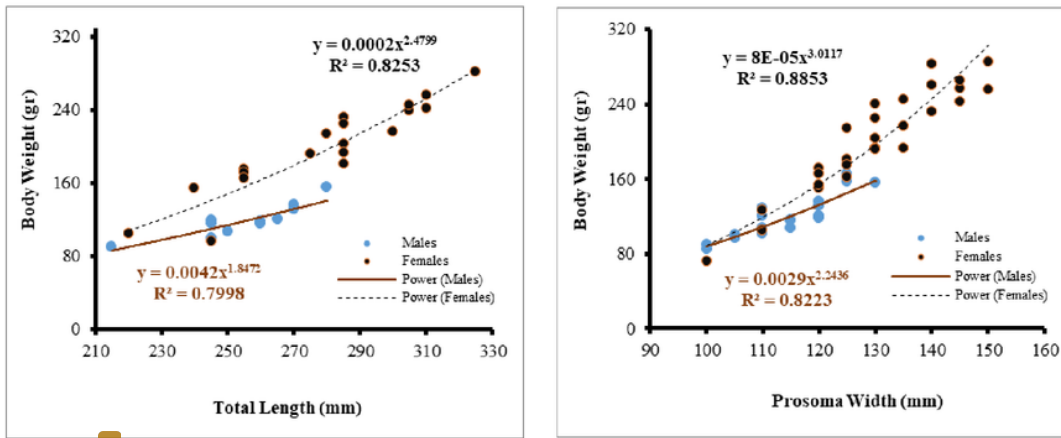 320
240
160
80
0
Body Weight (gr)
y = 0.0002x^2.4799
R² = 0.8253
Males
Females
Power (Males)
Power (Females)
y = 0.0042x^1.8472
R² = 0.7998
210 230 250 270 290 310 330
Total Length (mm)
320
240
160
80
0
Body Weight (gr)
y = 8E-05x^3.0117
R² = 0.8853
Males
Females
Power (Males)
Power (Females)
y = 0.0029x^2.2436
R² = 0.8223
90 100 110 120 130 140 150 160
Prosoma Width (mm)